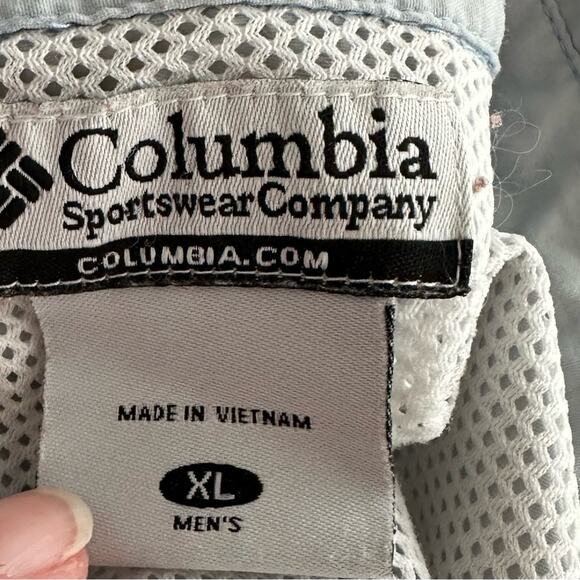 Columbia
Sportswear Company
COLUMBIA.COM
MADE IN VIETNAM
XL
MEN'S